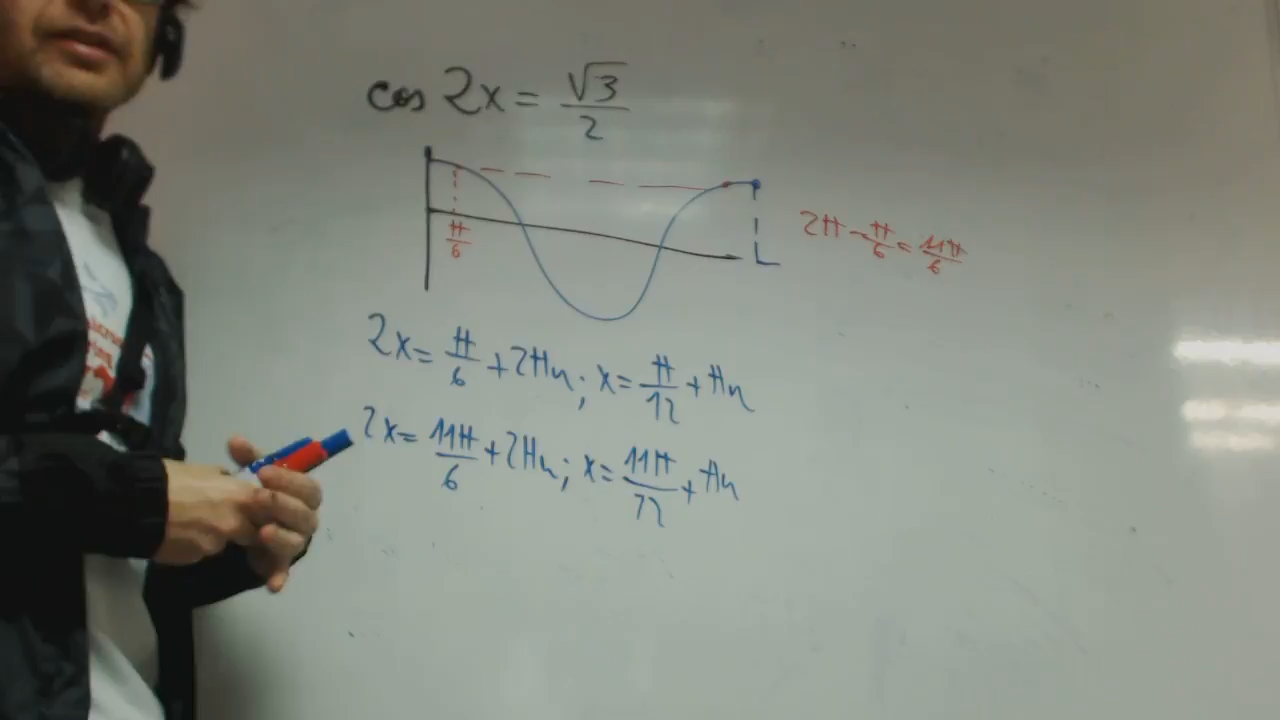 cos 2x = √3/2
π/6
2π - π/6 = 11π/6
2x = π/6 + 2πn; x = π/12 + πn
2x = 11π/6 + 2πn; x = 11π/12 + πn